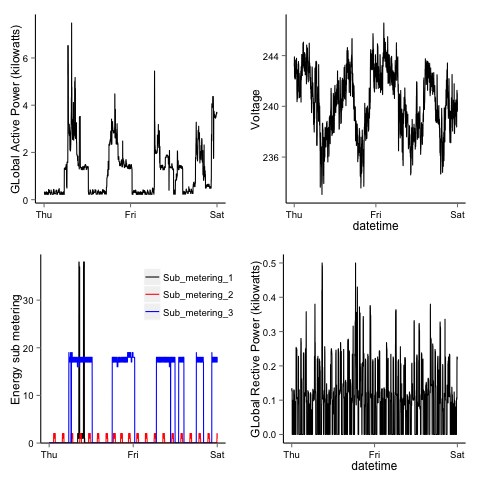 GLobal Active Power (kilowatts)
6
4
2
0
Thu Fri Sat
Voltage
244
240
236
Thu Fri Sat
datetime
Energy sub metering
30
20
10
0
Thu Fri Sat
Sub_metering_1
Sub_metering_2
Sub_metering_3
GLobal Rective Power (kilowatts)
0.5
0.4
0.3
0.2
0.1
0.0
Thu Fri Sat
datetime